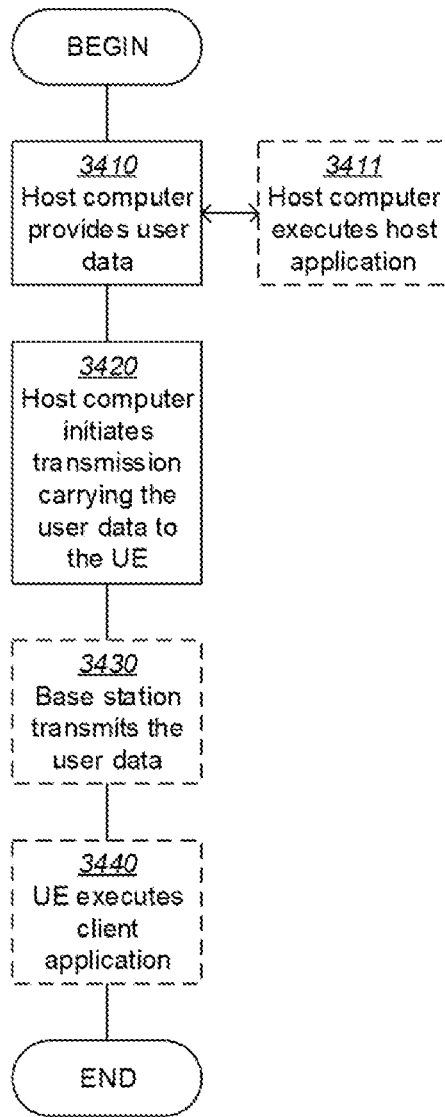 BEGIN
3410
Host computer
provides user
data
3411
Host computer
executes host
application
3420
Host computer
initiates
transmission
carrying the
user data to
the UE
3430
Base station
transmits the
user data
3440
UE executes
client
application
END